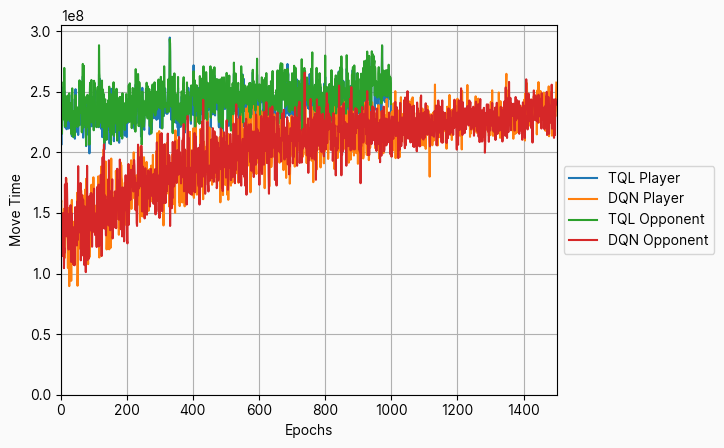 1e8
3.0
2.5
2.0
1.5
1.0
0.5
0.0
Move Time
0 200 400 600 800 1000 1200 1400
Epochs
TQL Player
DQN Player
TQL Opponent
DQN Opponent